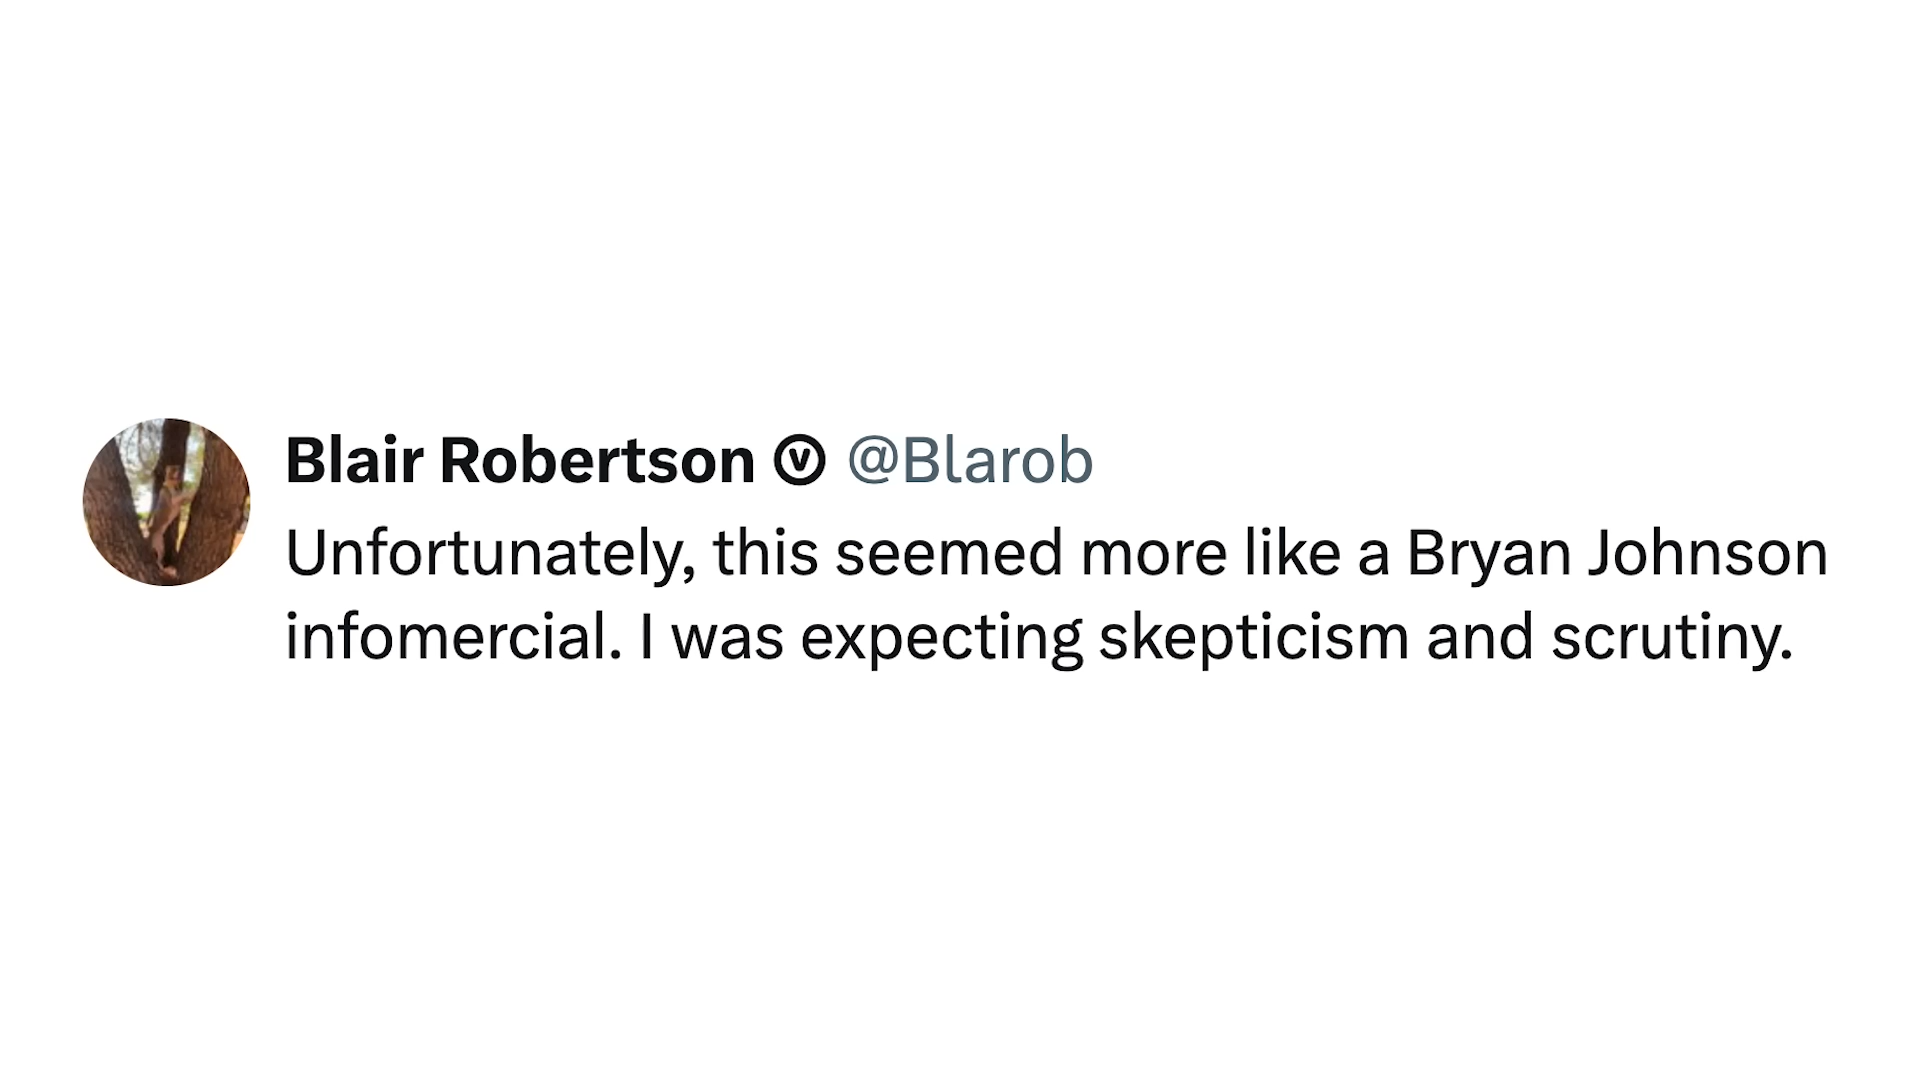 Blair Robertson ⓥ @Blarob
Unfortunately, this seemed more like a Bryan Johnson
infomercial. I was expecting skepticism and scrutiny.